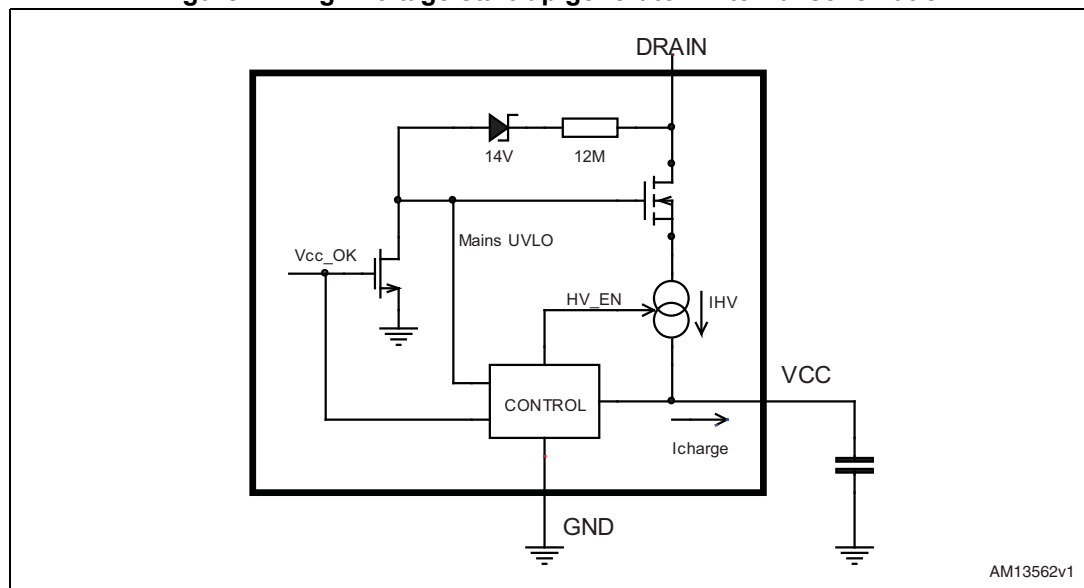 DRAIN
14V
12M
Mains UVLO
Vcc_OK
HV_EN
IHV
VCC
CONTROL
Icharge
GND
AM13562v1